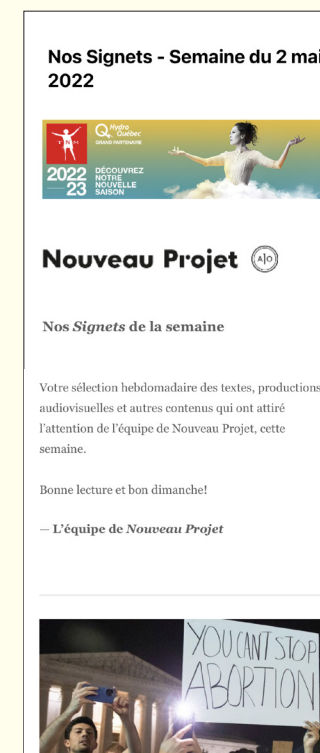 Nos Signets - Semaine du 2 mai
2022
TNM
Hydro
Québec
GRAND PARTENAIRE
2022
23
DÉCOUVREZ
NOTRE
NOUVELLE
SAISON
Nouveau Projet
A|O
Nos Signets de la semaine
Votre sélection hebdomadaire des textes, productions
audiovisuelles et autres contenus qui ont attiré
l'attention de l'équipe de Nouveau Projet, cette
semaine.
Bonne lecture et bon dimanche!
— L'équipe de Nouveau Projet
YOU CANT STOP
ABORTION